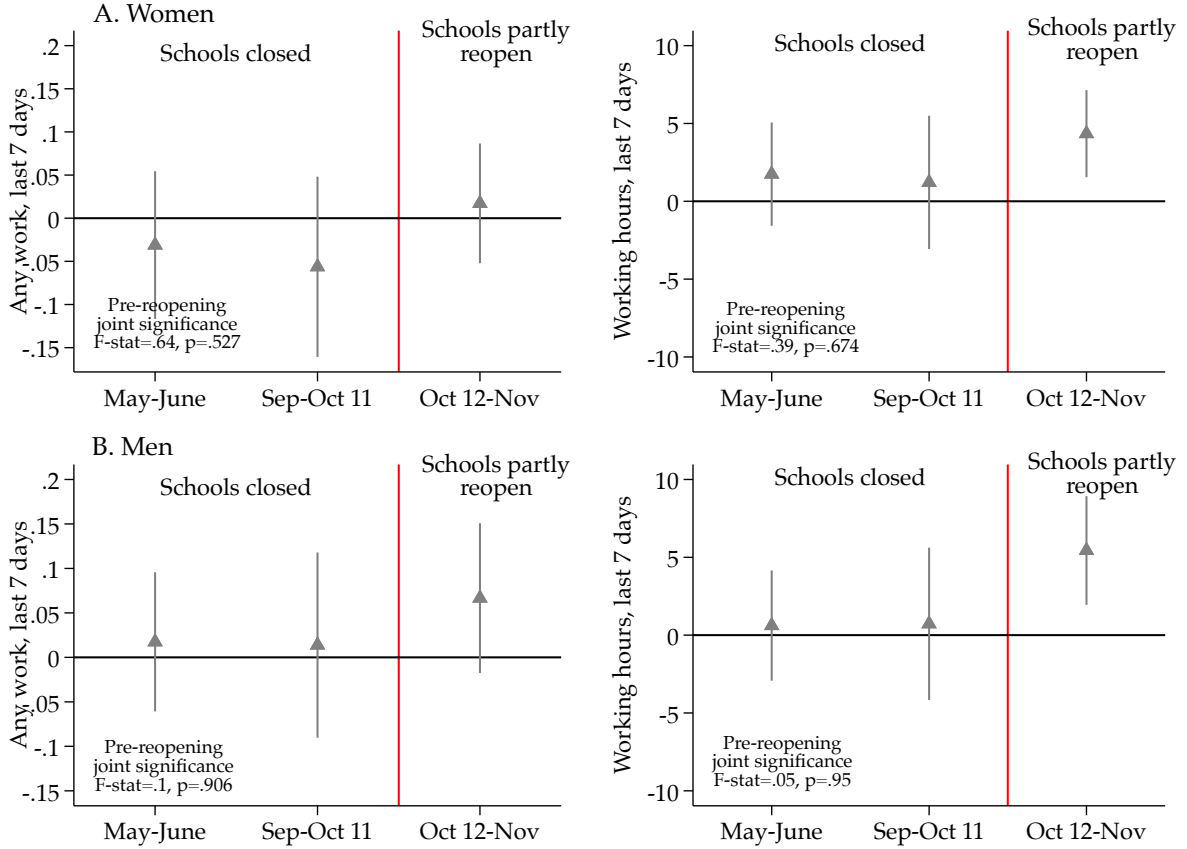 A. Women
Schools closed
Schools partly
reopen
.2
.15
.1
.05
0
-.05
-.1
-.15
Any work, last 7 days
Pre-reopening
joint significance
F-stat=.64, p=.527
May-June
Sep-Oct 11
Oct 12-Nov
Schools closed
Schools partly
reopen
10
5
0
-5
-10
Working hours, last 7 days
Pre-reopening
joint significance
F-stat=.39, p=.674
May-June
Sep-Oct 11
Oct 12-Nov
B. Men
Schools closed
Schools partly
reopen
.2
.15
.1
.05
0
-.05
-.1
-.15
Any work, last 7 days
Pre-reopening
joint significance
F-stat=.1, p=.906
May-June
Sep-Oct 11
Oct 12-Nov
Schools closed
Schools partly
reopen
10
5
0
-5
-10
Working hours, last 7 days
Pre-reopening
joint significance
F-stat=.05, p=.95
May-June
Sep-Oct 11
Oct 12-Nov